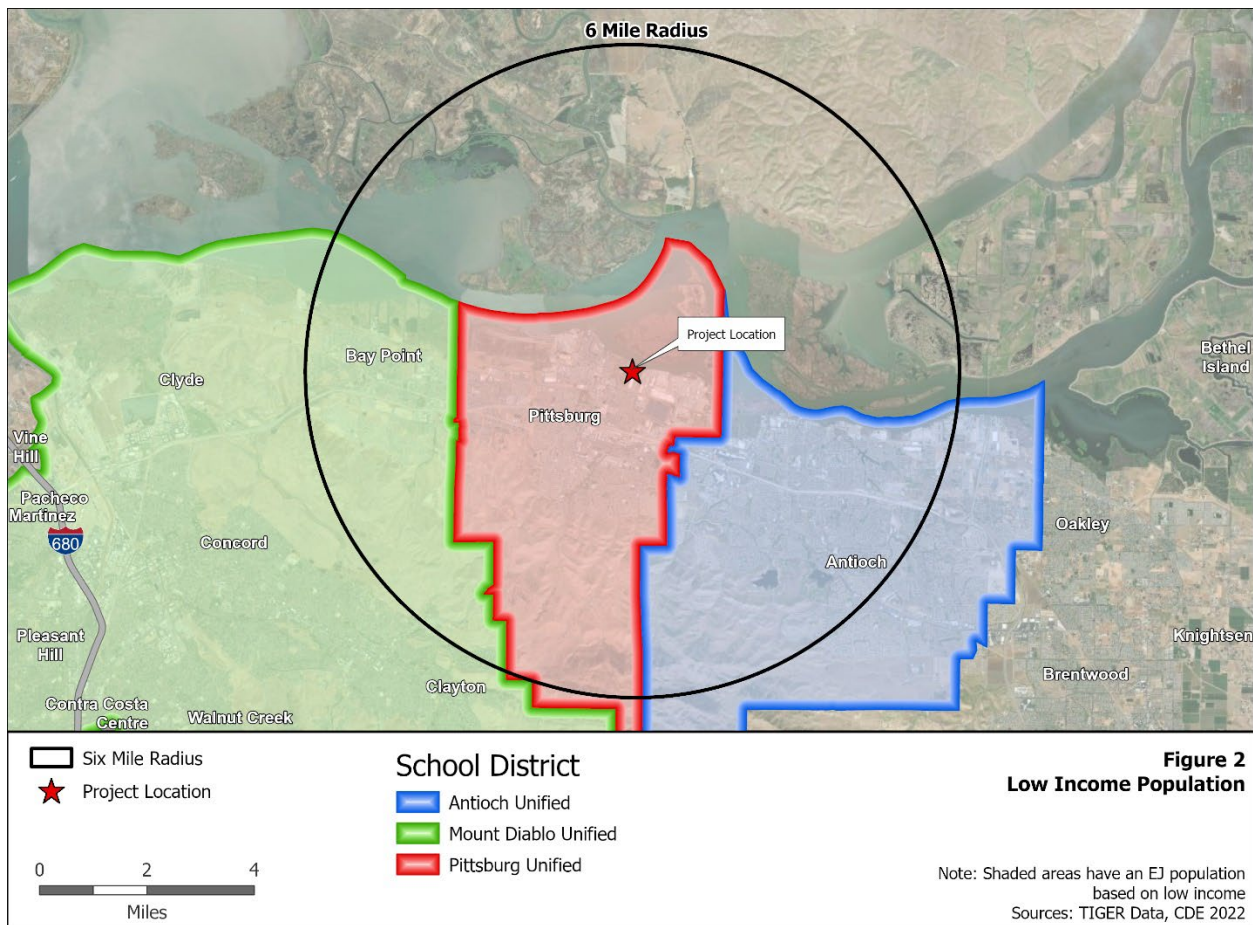 6 Mile Radius
Project Location
Bay Point
Bethel
Island
Clyde
Pittsburg
Vine
Hill
Pacheco
Martinez
680
Concord
Oakley
Antioch
Pleasant
Hill
Knightsen
Clayton
Brentwood
Contra Costa
Centre
Walnut Creek
Six Mile Radius
Project Location
0 2 4
Miles
School District
Antioch Unified
Mount Diablo Unified
Pittsburg Unified
Figure 2
Low Income Population
Note: Shaded areas have an EJ population
based on low income
Sources: TIGER Data, CDE 2022